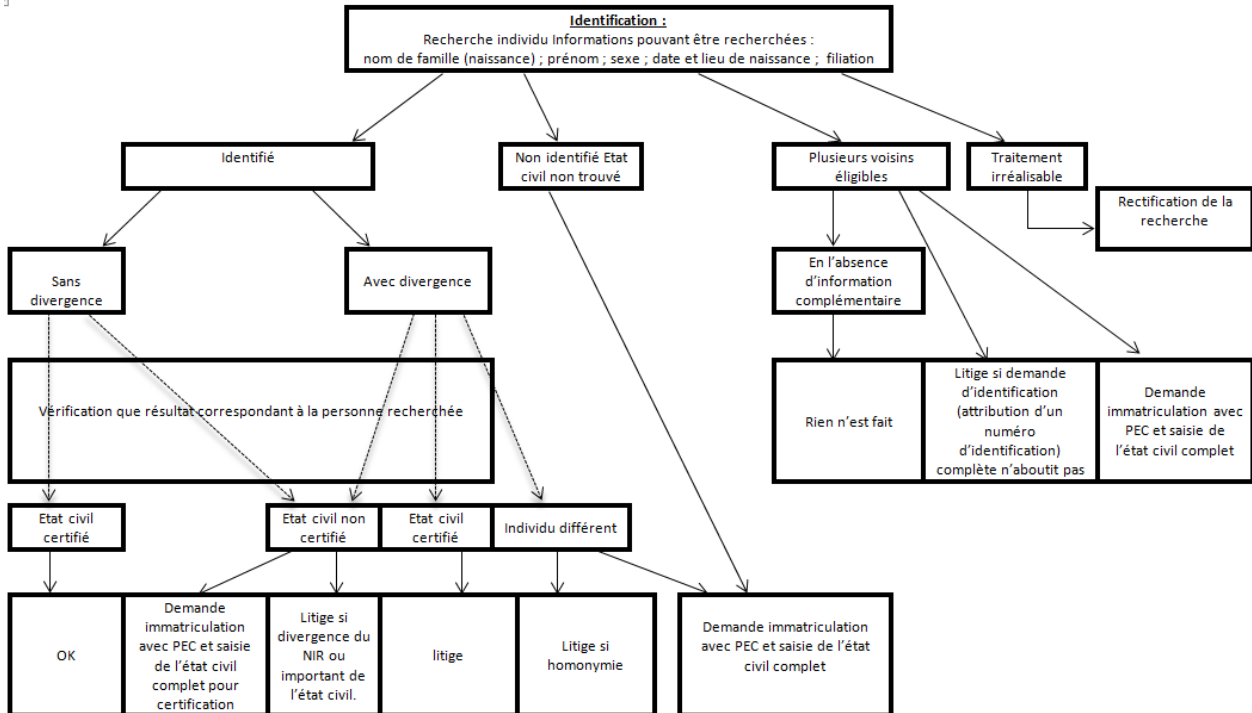 Identification :
Recherche individu Informations pouvant être recherchées :
nom de famille (naissance) ; prénom ; sexe ; date et lieu de naissance ; filiation
Identifié
Non identifié Etat
civil non trouvé
Plusieurs voisins
éligibles
Traitement
irréalisable
Rectification de la
recherche
Sans
divergence
Avec divergence
En l’absence
d’information
complémentaire
Vérification que résultat correspondant à la personne recherchée
Rien n’est fait
Litige si demande
d’identification
(attribution d’un
numéro
d’identification)
complète n’aboutit pas
Demande
immatriculation avec
PEC et saisie de
l’état civil complet
Etat civil
certifié
Etat civil non
certifié
Etat civil
certifié
Individu différent
OK
Demande
immatriculation
avec PEC et saisie
de l’état civil
complet pour
certification
Litige si
divergence du
NIR ou
important de
l’état civil.
litige
Litige si
homonymie
Demande immatriculation
avec PEC et saisie de l’état
civil complet